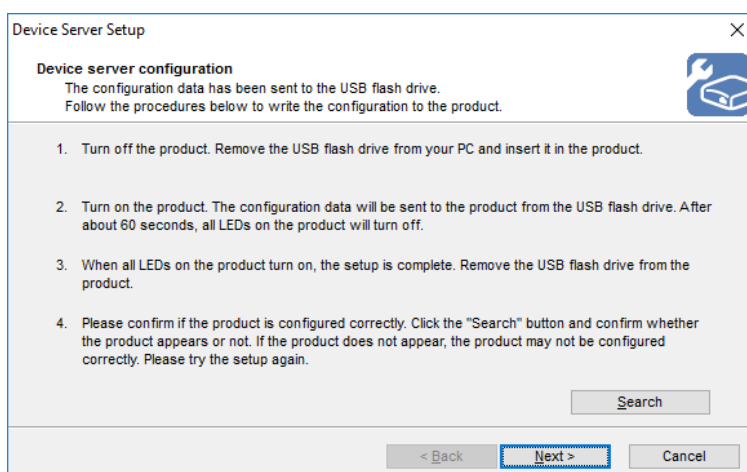 Device Server Setup
Device server configuration
The configuration data has been sent to the USB flash drive.
Follow the procedures below to write the configuration to the product.
1. Turn off the product. Remove the USB flash drive from your PC and insert it in the product.
2. Turn on the product. The configuration data will be sent to the product from the USB flash drive. After
about 60 seconds, all LEDs on the product will turn off.
3. When all LEDs on the product turn on, the setup is complete. Remove the USB flash drive from the
product.
4. Please confirm if the product is configured correctly. Click the "Search" button and confirm whether
the product appears or not. If the product does not appear, the product may not be configured
correctly. Please try the setup again.
Search
< Back Next > Cancel